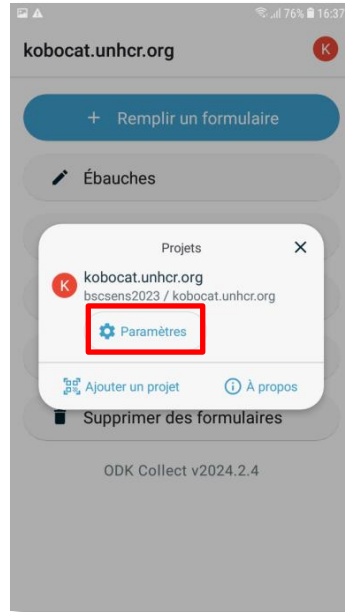 76% 16:37
kobocat.unhcr.org
K
+ Remplir un formulaire
Ébauches
Projets
K
kobocat.unhcr.org
bscsens2023 / kobocat.unhcr.org
Paramètres
Ajouter un projet
À propos
Supprimer des formulaires
ODK Collect v2024.2.4